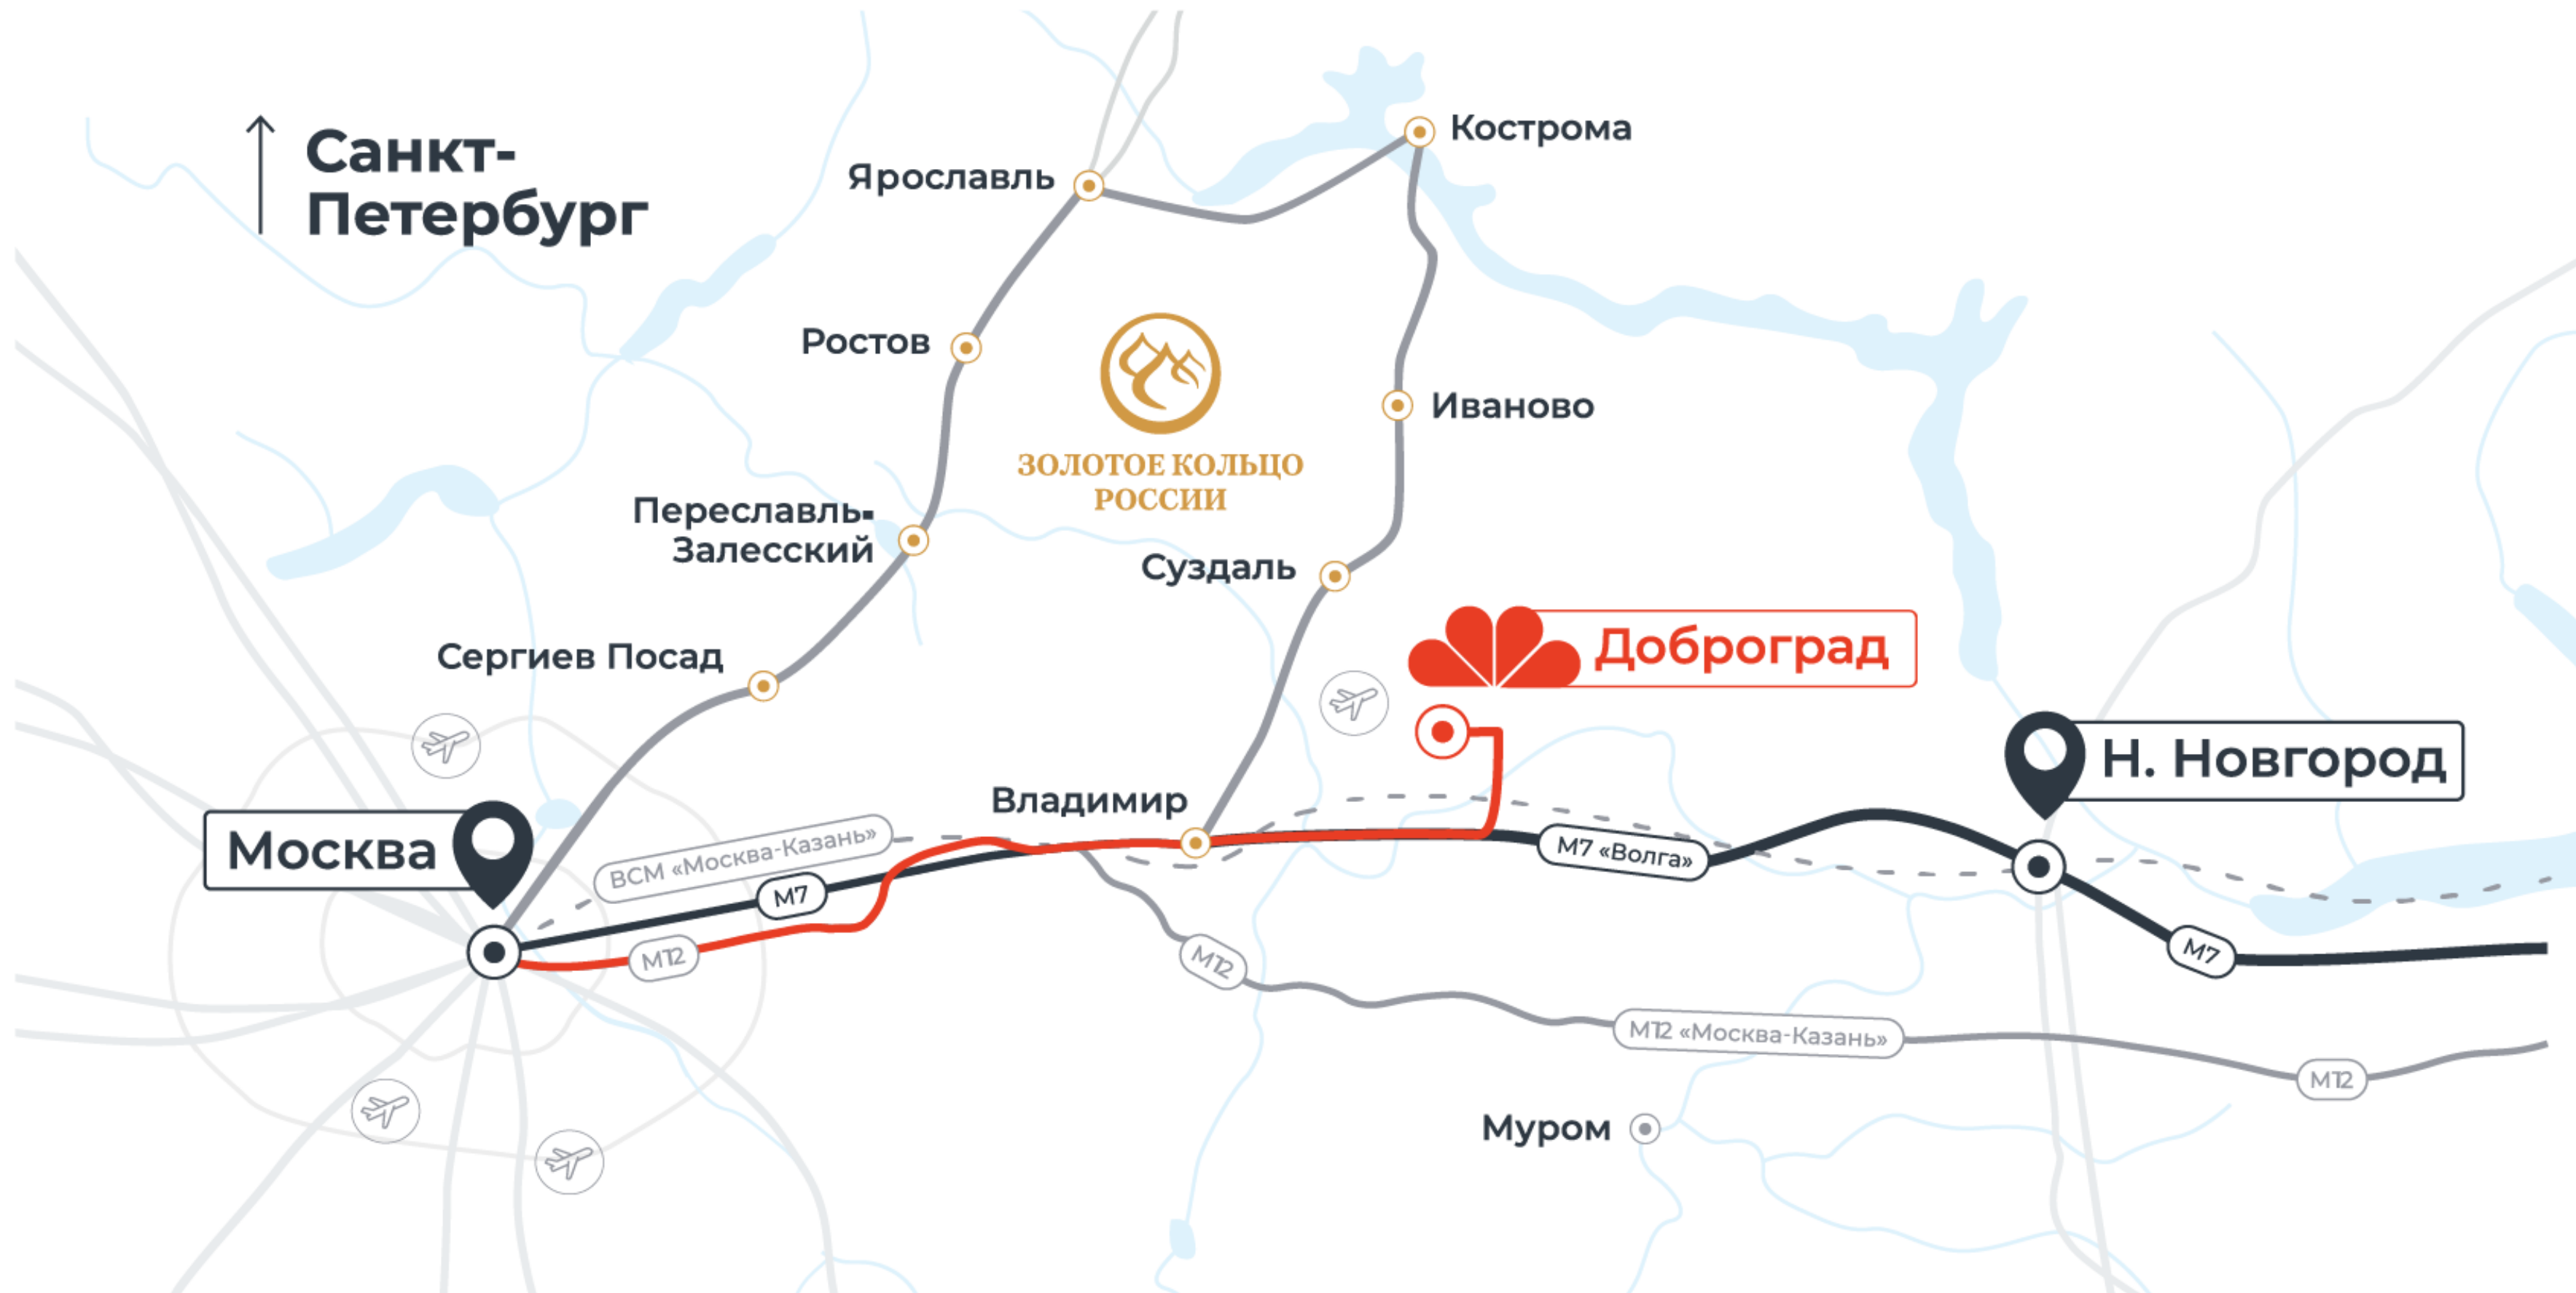 Санкт-
Петербург
Кострома
Ярославль
Ростов
Иваново
ЗОЛОТОЕ КОЛЬЦО
РОССИИ
Переславль-
Залесский
Суздаль
Доброград
Сергиев Посад
Н. Новгород
Владимир
Москва
ВСМ «Москва-Казань»
М7 «Волга»
М7
М12
М12
М7
М12 «Москва-Казань»
М12
Муром